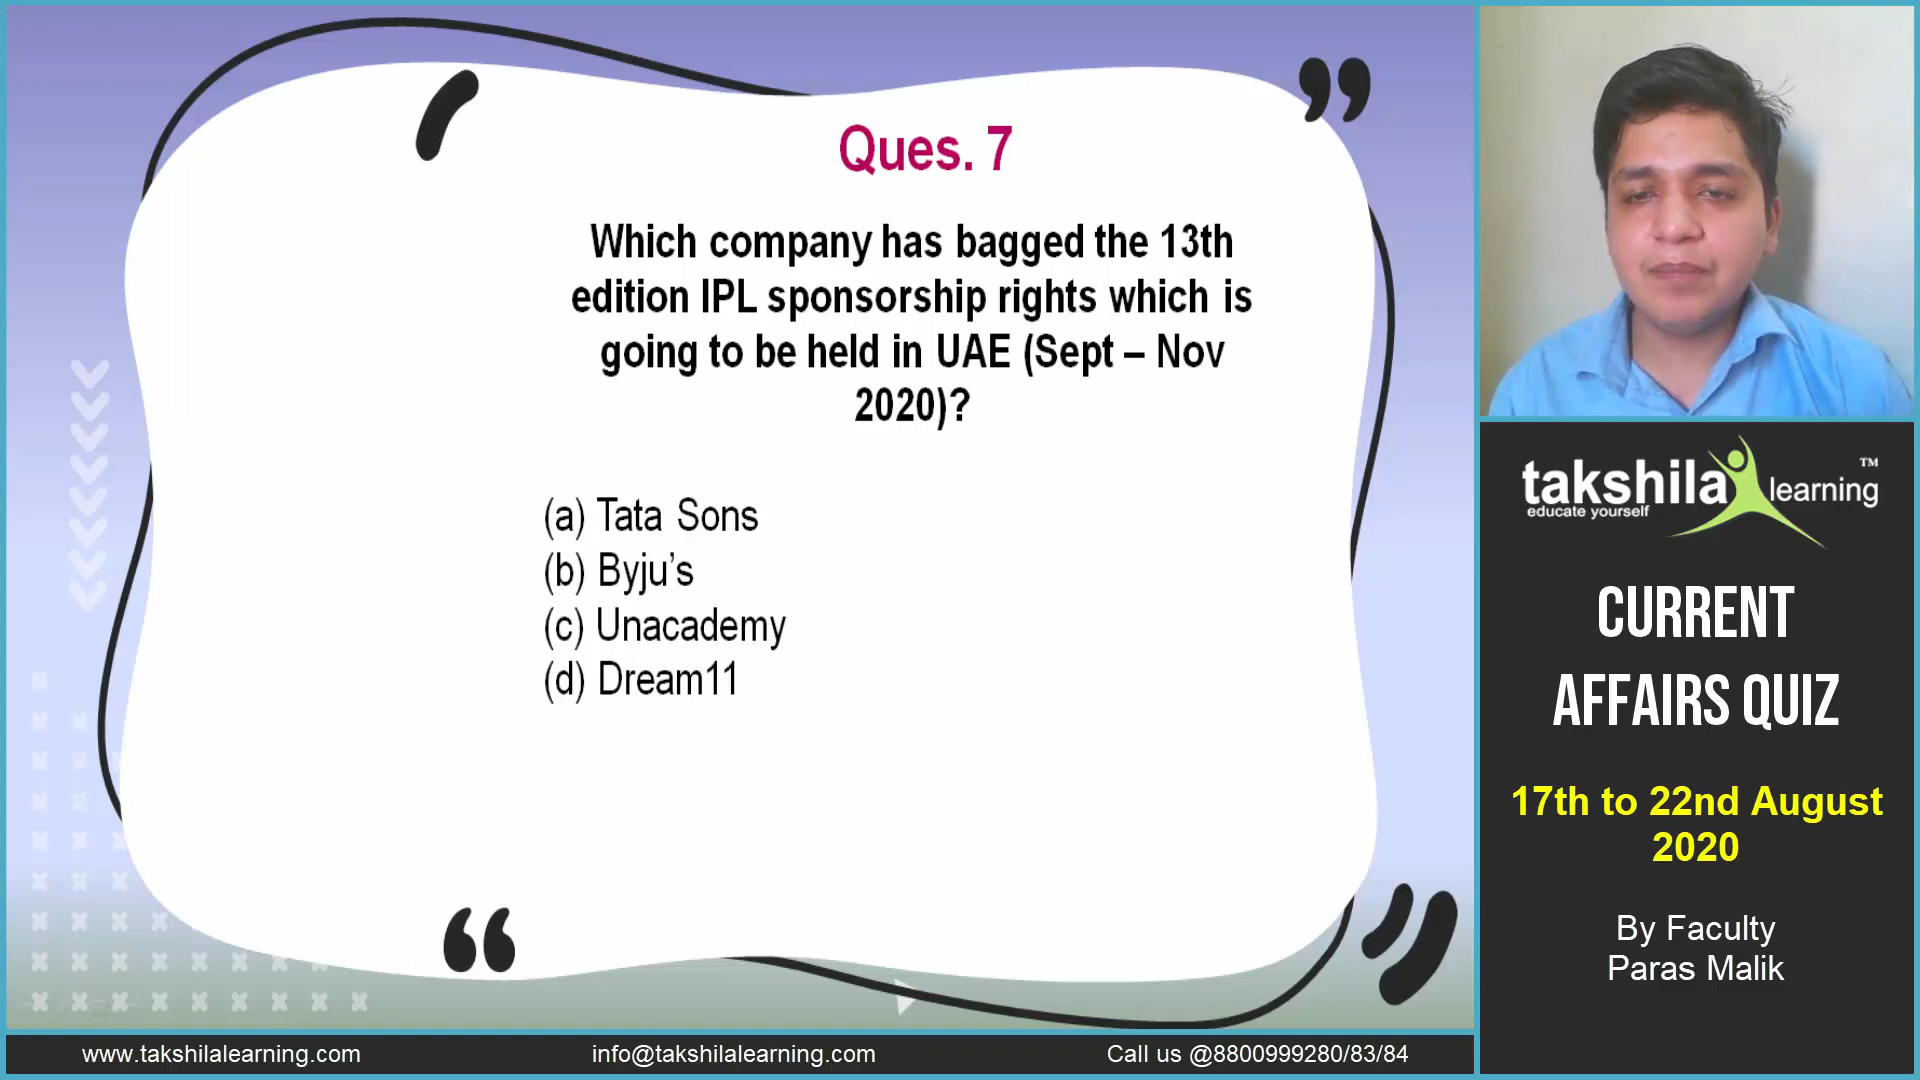 Ques. 7
Which company has bagged the 13th
edition IPL sponsorship rights which is
going to be held in UAE (Sept – Nov
2020)?
(a) Tata Sons
(b) Byju’s
(c) Unacademy
(d) Dream11
takshila learning ™
educate yourself
CURRENT
AFFAIRS QUIZ
17th to 22nd August
2020
By Faculty
Paras Malik
www.takshilalearning.com
info@takshilalearning.com
Call us @8800999280/83/84